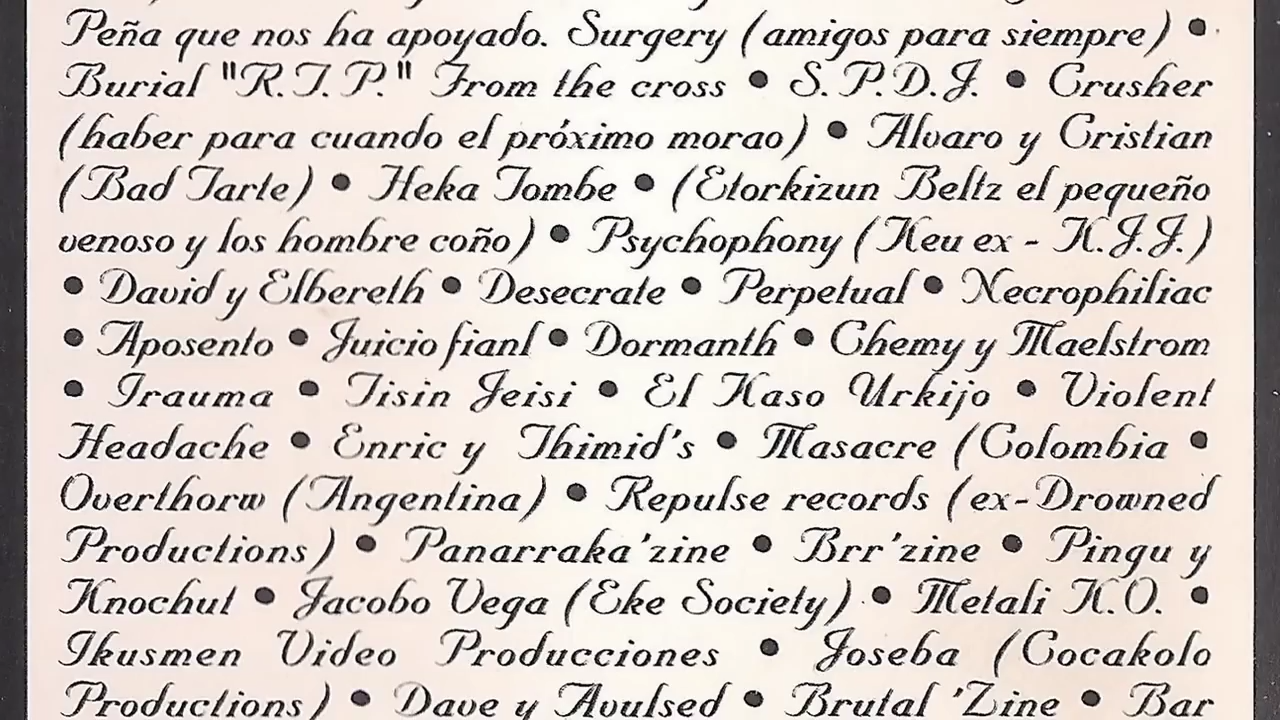 Peña que nos ha apoyado. Surgery (amigos para siempre) •
Burial "R.I.P." From the cross • S.P.D.J. • Crusher
(haber para cuando el próximo morao) • Alvaro y Cristian
(Bad Tarte) • Heka Tombe • (Etorkizun Beltz el pequeño
venoso y los hombre coño) • Psychophony (Keu ex - K.J.J.)
• David y Elbereth • Desecrate • Perpetual • Necrophiliac
• Aposento • Juicio fianl • Dormanth • Chemy y Maelstrom
• Trauma • Tisin Jeisi • El Kaso Urkijo • Violent
Headache • Enric y Thimid's • Masacre (Colombia •
Overthorw (Angentina) • Repulse records (ex-Drowned
Productions) • Panarraka'zine • Brr'zine • Pingu y
Knochut • Jacobo Vega (Eke Society) • Metali K.O. •
Ikusmen Video Producciones • Joseba (Cocakolo
Productions) • Dave y Avulsed • Brutal 'Zine • Bar